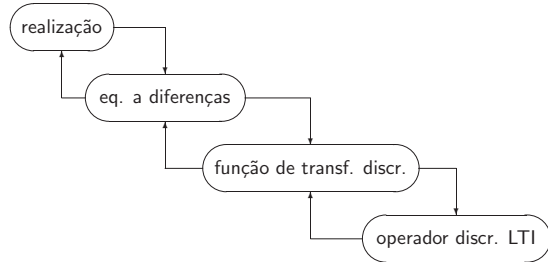 realização
eq. a diferenças
função de transf. discr.
operador discr. LTI